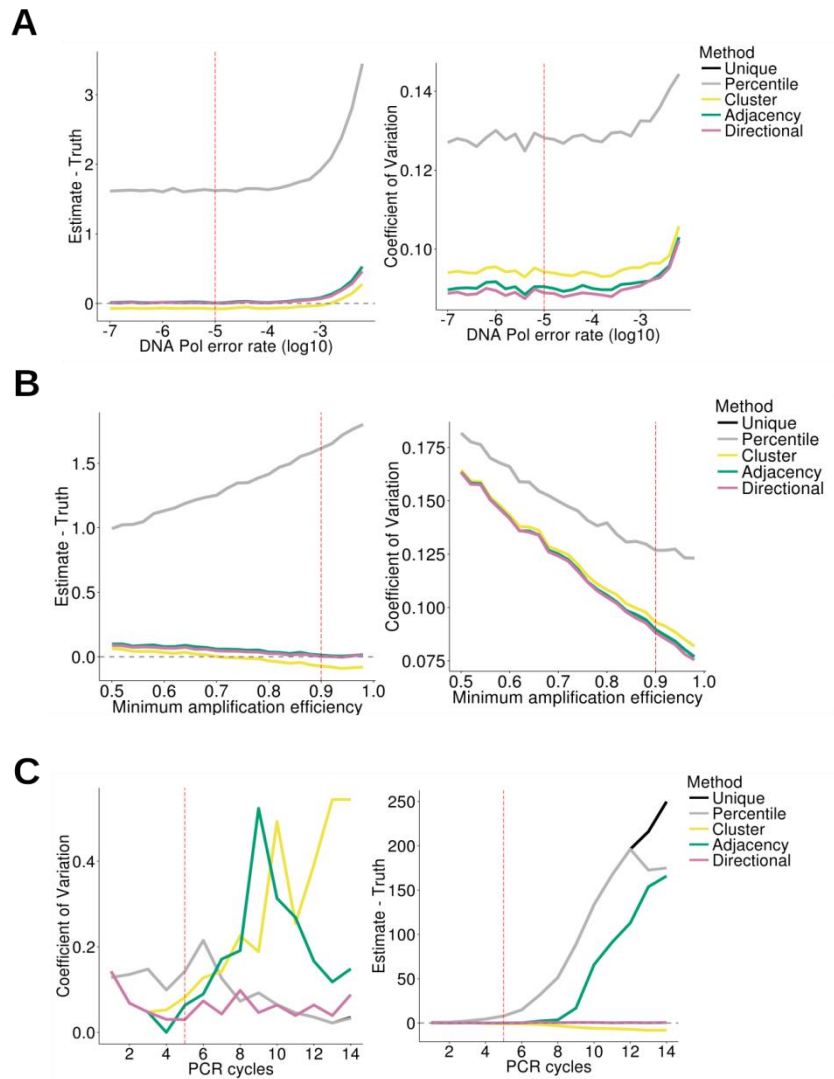 A
Estimate - Truth
3
2
1
0
-7 -6 -5 -4 -3
DNA Pol error rate (log10)
Coefficient of Variation
0.14
0.12
0.10
-7 -6 -5 -4 -3
DNA Pol error rate (log10)
Method
Unique
Percentile
Cluster
Adjacency
Directional
B
Estimate - Truth
1.5
1.0
0.5
0.0
0.5 0.6 0.7 0.8 0.9 1.0
Minimum amplification efficiency
Coefficient of Variation
0.175
0.150
0.125
0.100
0.075
0.5 0.6 0.7 0.8 0.9 1.0
Minimum amplification efficiency
Method
Unique
Percentile
Cluster
Adjacency
Directional
C
Coefficient of Variation
0.4
0.2
0.0
2 4 6 8 10 12 14
PCR cycles
Estimate - Truth
250
200
150
100
50
0
2 4 6 8 10 12 14
PCR cycles
Method
Unique
Percentile
Cluster
Adjacency
Directional